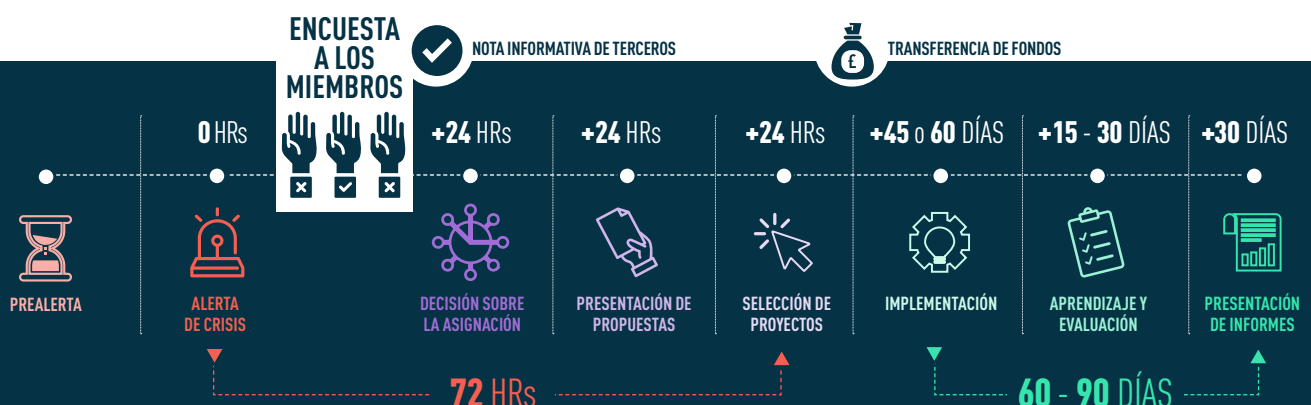 ENCUESTA
A LOS
MIEMBROS
NOTA INFORMATIVA DE TERCEROS
£
TRANSFERENCIA DE FONDOS
0 HRs
+24 HRs
+24 HRs
+24 HRs
+45 o 60 DÍAS
+15 - 30 DÍAS
+30 DÍAS
PREALERTA
ALERTA
DE CRISIS
DECISIÓN SOBRE
LA ASIGNACIÓN
PRESENTACIÓN DE
PROPUESTAS
SELECCIÓN DE
PROYECTOS
IMPLEMENTACIÓN
APRENDIZAJE Y
EVALUACIÓN
PRESENTACIÓN
DE INFORMES
72 HRs
60 - 90 DÍAS